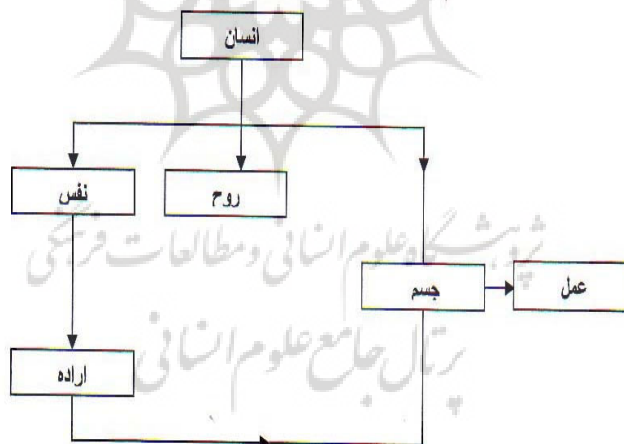 انسان
روح
نفس
پژوهشگاه علوم انسانی و مطالعات فرهنگی
جسم
عمل
پرتال جامع علوم انسانی
اراده